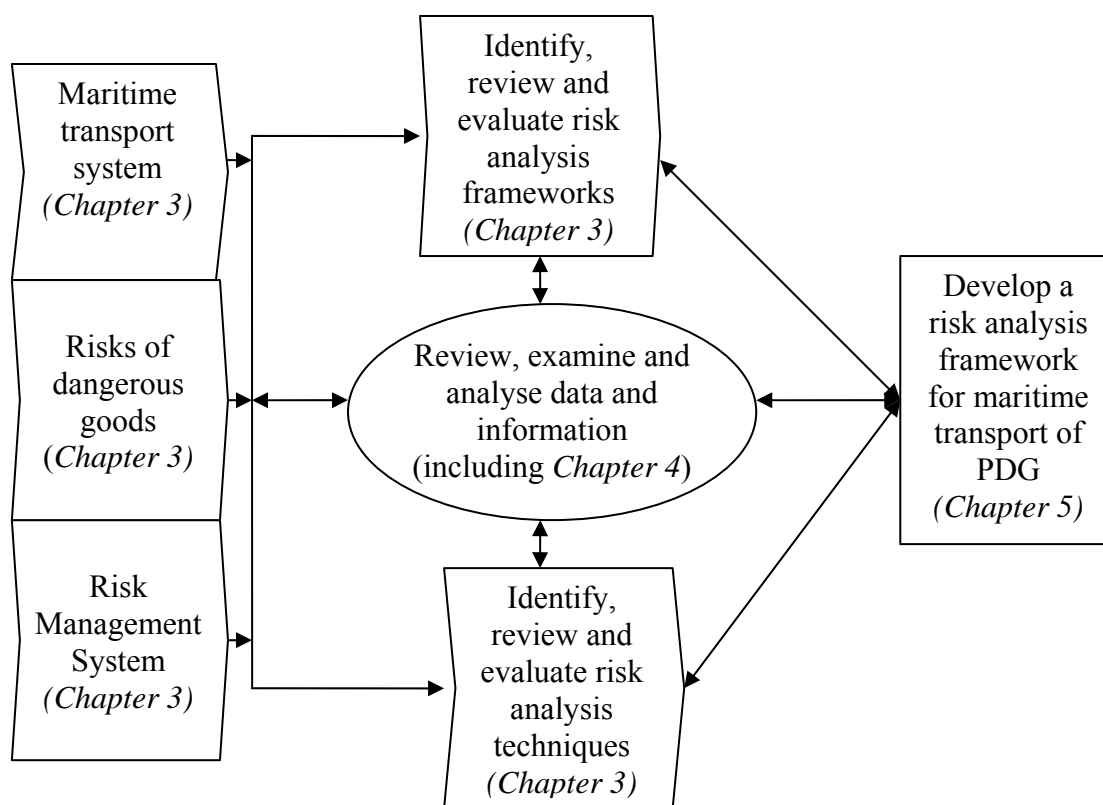 Maritime
transport
system
(Chapter 3)
Risks of
dangerous
goods
(Chapter 3)
Risk
Management
System
(Chapter 3)
Identify,
review and
evaluate risk
analysis
frameworks
(Chapter 3)
Review, examine and
analyse data and
information
(including Chapter 4)
Identify,
review and
evaluate risk
analysis
techniques
(Chapter 3)
Develop a
risk analysis
framework
for maritime
transport of
PDG
(Chapter 5)